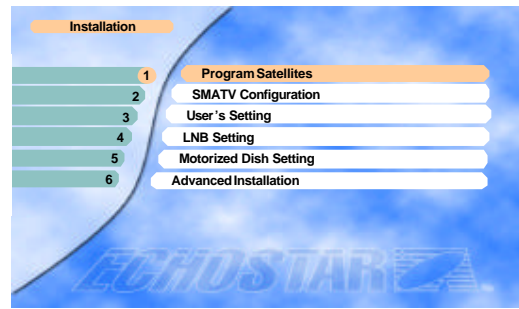 Installation
1 Program Satellites
2 SMATV Configuration
3 User's Setting
4 LNB Setting
5 Motorized Dish Setting
6 Advanced Installation
ECHOSTAR